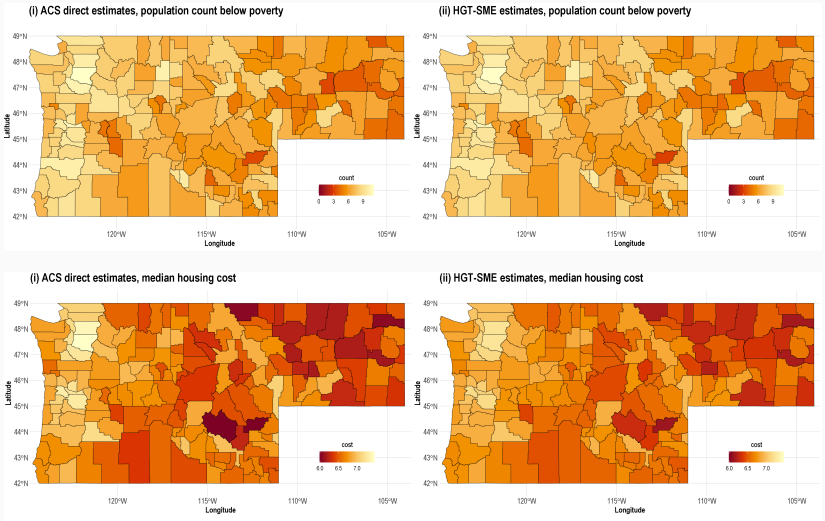 (i) ACS direct estimates, population count below poverty
(ii) HGT-SME estimates, population count below poverty
49°N
48°N
47°N
46°N
45°N
44°N
43°N
42°N
Latitude
120°W
115°W
110°W
105°W
Longitude
count
0 3 6 9
49°N
48°N
47°N
46°N
45°N
44°N
43°N
42°N
Latitude
120°W
115°W
110°W
105°W
Longitude
count
0 3 6 9
(i) ACS direct estimates, median housing cost
(ii) HGT-SME estimates, median housing cost
49°N
48°N
47°N
46°N
45°N
44°N
43°N
42°N
Latitude
120°W
115°W
110°W
105°W
Longitude
cost
6.0 6.5 7.0
49°N
48°N
47°N
46°N
45°N
44°N
43°N
42°N
Latitude
120°W
115°W
110°W
105°W
Longitude
cost
6.0 6.5 7.0